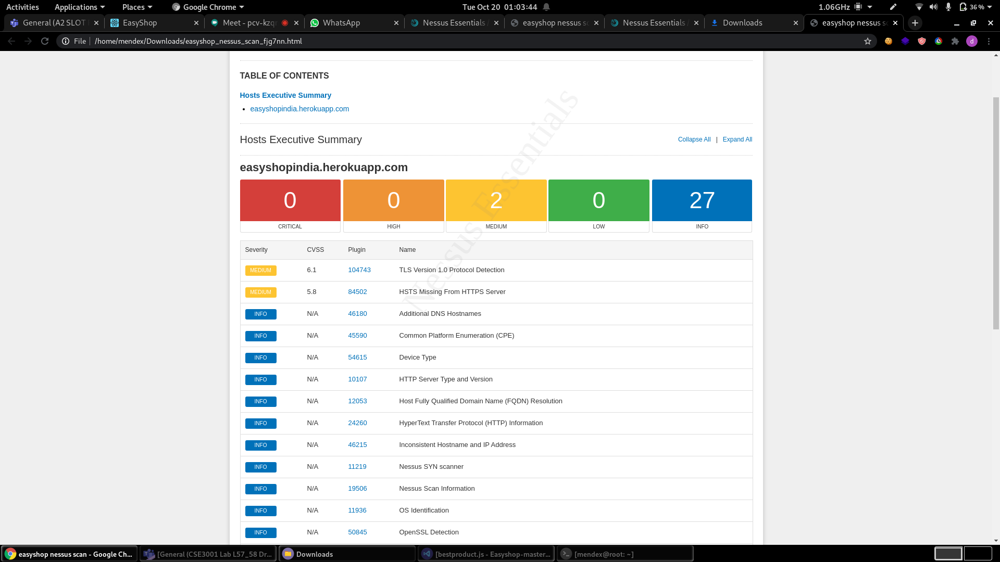 Activities Applications Places Google Chrome Tue Oct 20 01:03:44 1.06GHz 36 %
General (A2 SLOT EasyShop Meet - pcv-kzqr WhatsApp Nessus Essentials / easyshop nessus sc Nessus Essentials / Downloads easyshop nessus sc
File /home/mendex/Downloads/easyshop_nessus_scan_fjg7nn.html d
TABLE OF CONTENTS
Hosts Executive Summary
• easyshopindia.herokuapp.com
Hosts Executive Summary Collapse All | Expand All
easyshopindia.herokuapp.com
0 0 2 0 27
CRITICAL HIGH MEDIUM LOW INFO
Severity CVSS Plugin Name
MEDIUM 6.1 104743 TLS Version 1.0 Protocol Detection
MEDIUM 5.8 84502 HSTS Missing From HTTPS Server
INFO N/A 46180 Additional DNS Hostnames
INFO N/A 45590 Common Platform Enumeration (CPE)
INFO N/A 54615 Device Type
INFO N/A 10107 HTTP Server Type and Version
INFO N/A 12053 Host Fully Qualified Domain Name (FQDN) Resolution
INFO N/A 24260 HyperText Transfer Protocol (HTTP) Information
INFO N/A 46215 Inconsistent Hostname and IP Address
INFO N/A 11219 Nessus SYN scanner
INFO N/A 19506 Nessus Scan Information
INFO N/A 11936 OS Identification
INFO N/A 50845 OpenSSL Detection
Nessus Essentials
easyshop nessus scan - Google Ch... [General (CSE3001 Lab L57_58 Dr... Downloads [bestproduct.js - Easyshop-master... [mendex@root: ~]